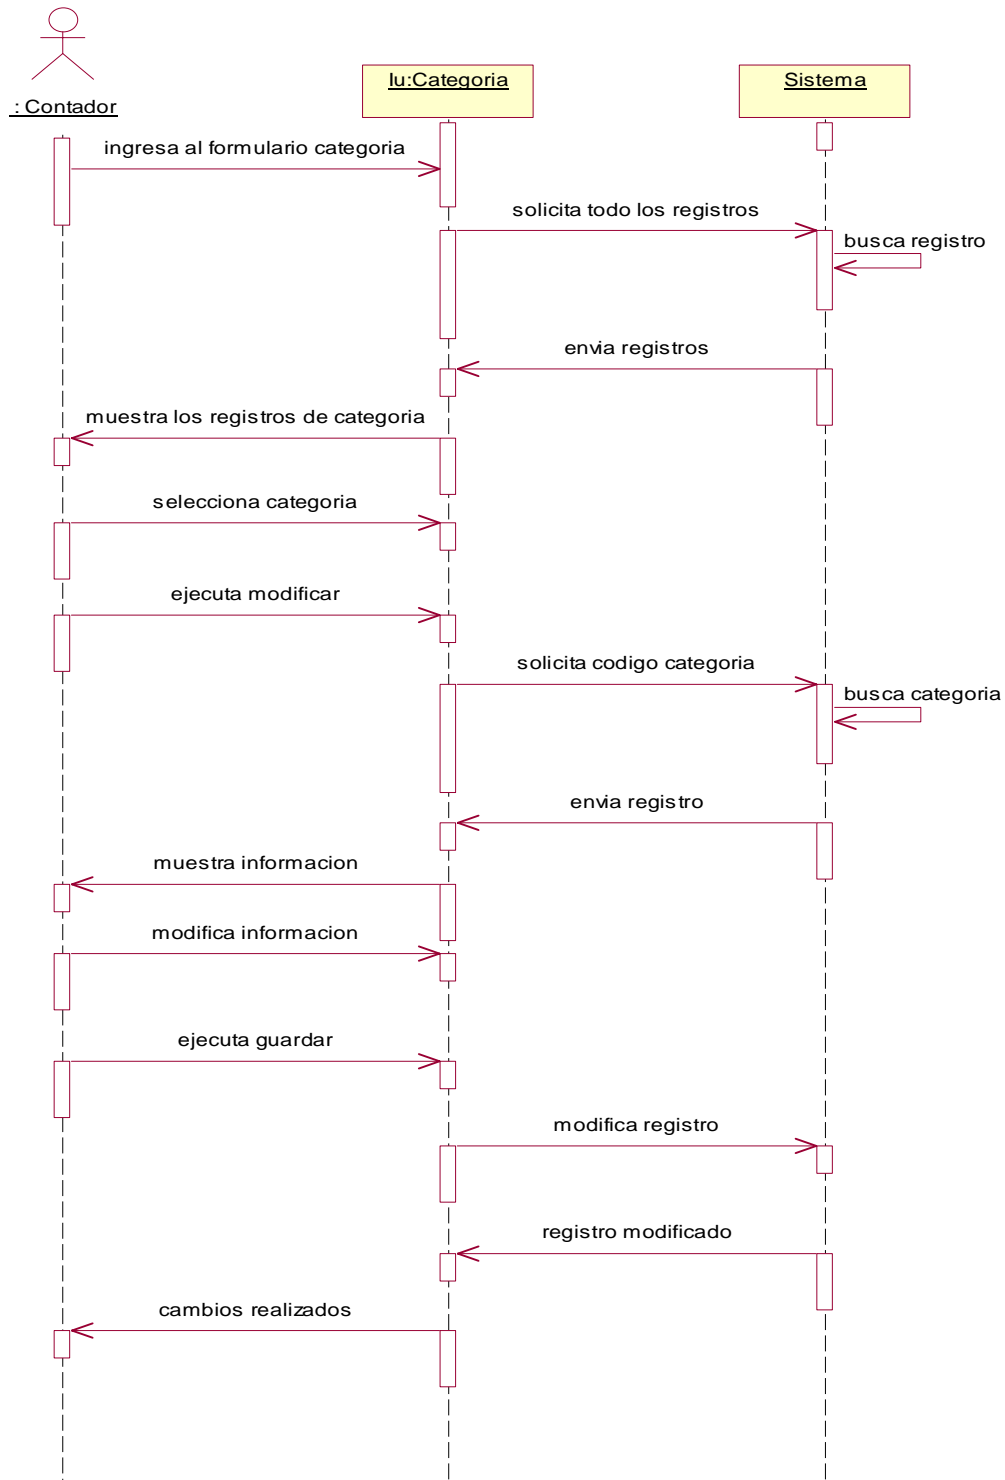 : Contador
Iu:Categoria
Sistema
ingresa al formulario categoria
solicita todo los registros
busca registro
envia registros
muestra los registros de categoria
selecciona categoria
ejecuta modificar
solicita codigo categoria
busca categoria
envia registro
muestra informacion
modifica informacion
ejecuta guardar
modifica registro
registro modificado
cambios realizados